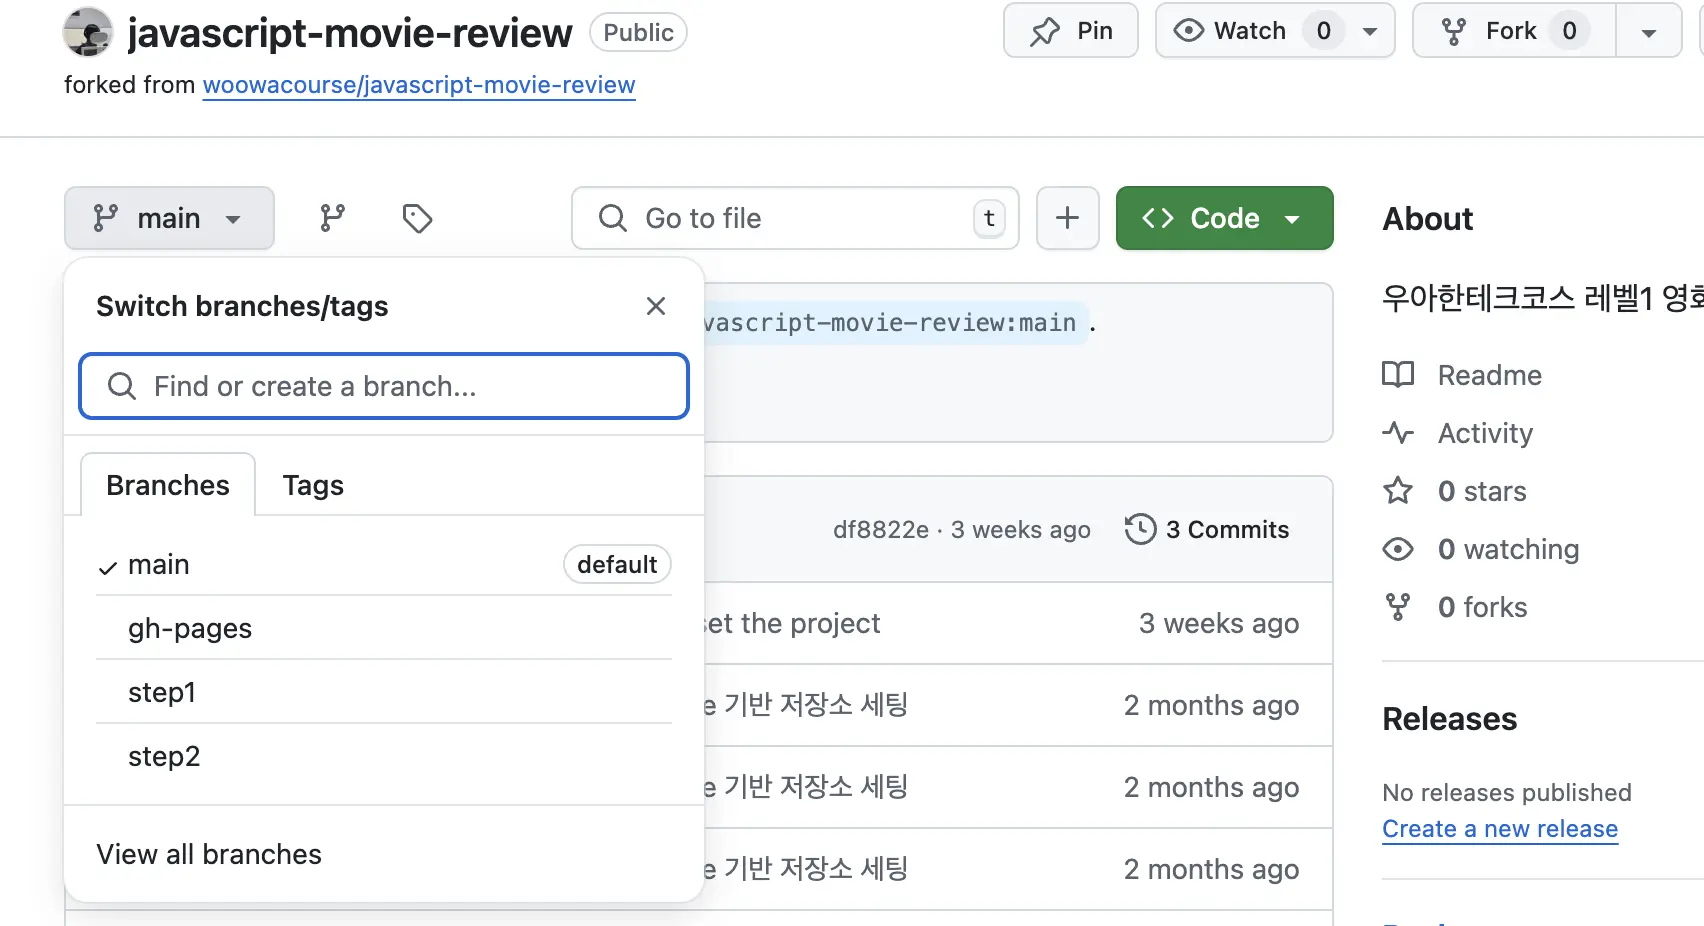 javascript-movie-review Public
Pin
Watch 0
Fork 0
forked from woowacourse/javascript-movie-review
main
Go to file t
Code
About
Switch branches/tags
vascript-movie-review:main .
우아한테크코스 레벨1
Find or create a branch...
Readme
Activity
Branches Tags
0 stars
df8822e · 3 weeks ago 3 Commits
main default
0 watching
gh-pages
set the project 3 weeks ago
0 forks
step1
e 기반 저장소 세팅 2 months ago
Releases
step2
e 기반 저장소 세팅 2 months ago
No releases published
Create a new release
View all branches
e 기반 저장소 세팅 2 months ago